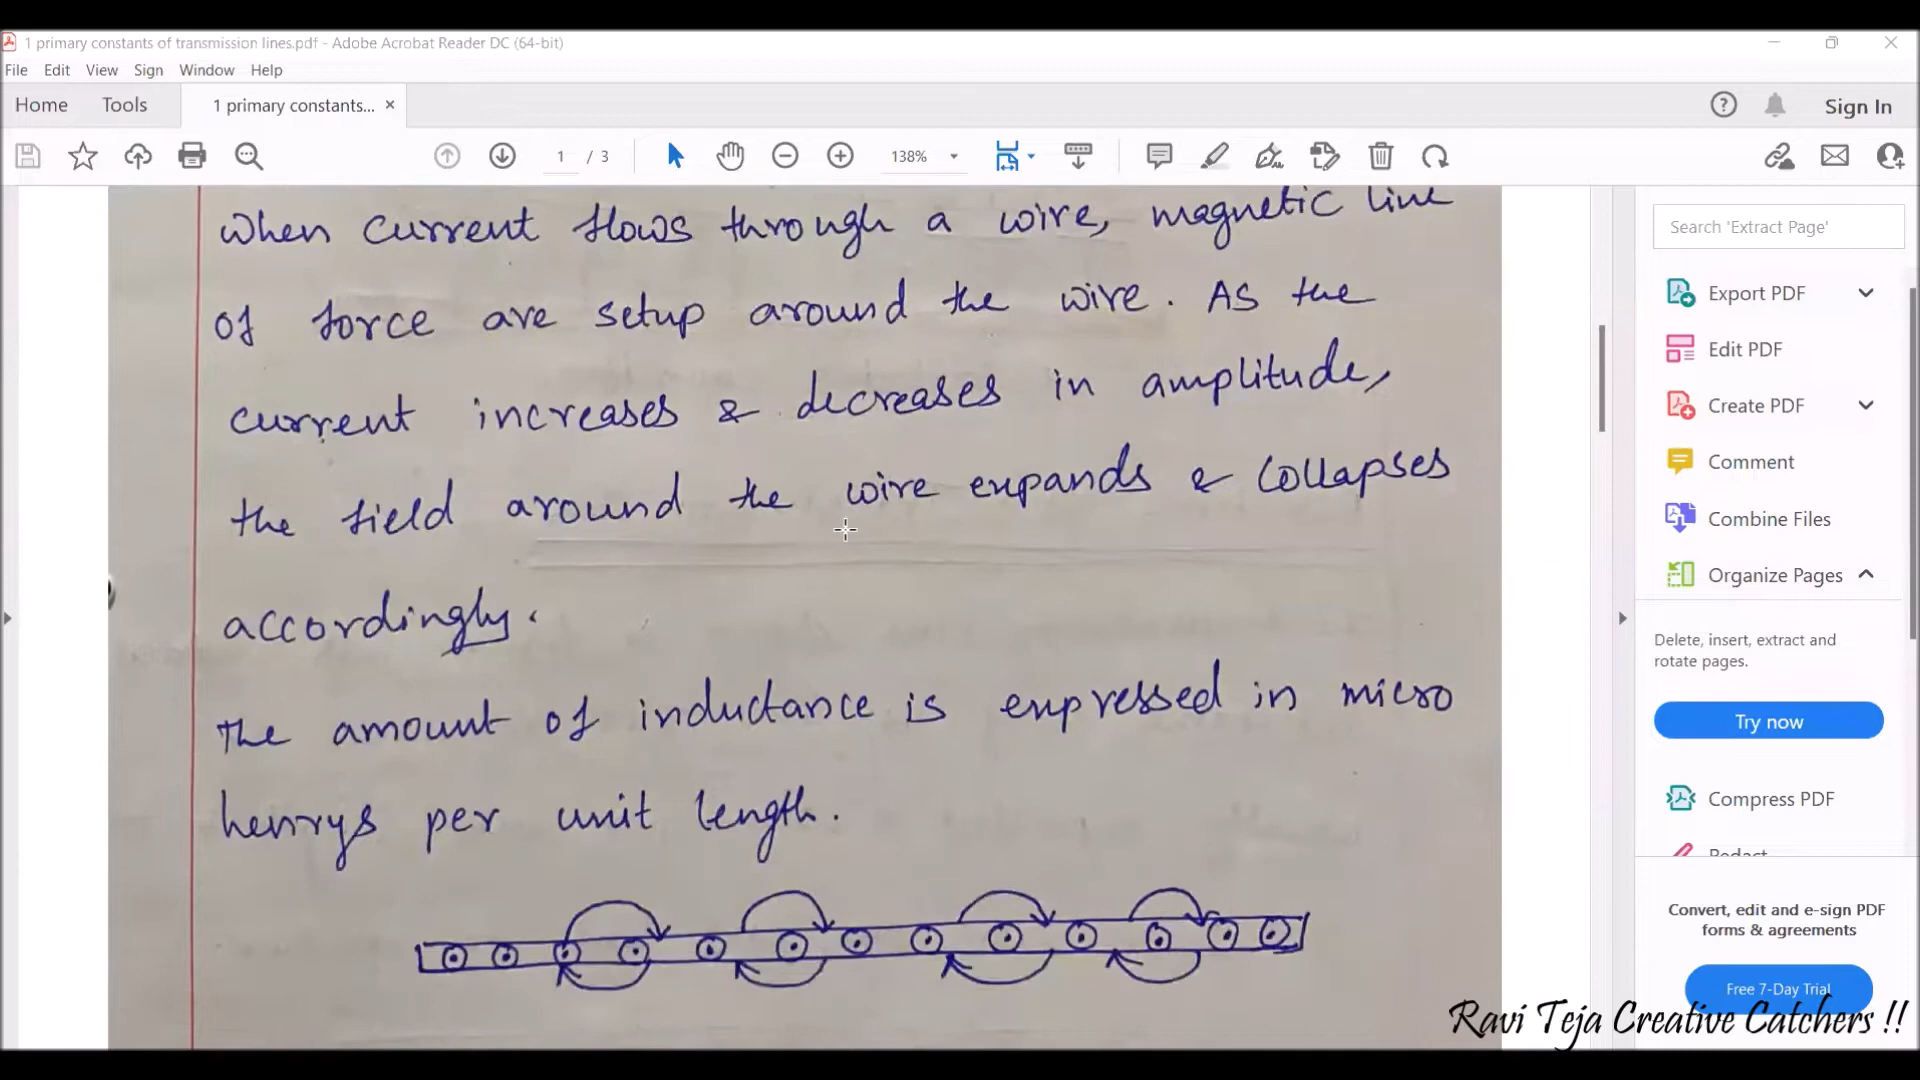 1 primary constants of transmission lines.pdf - Adobe Acrobat Reader DC (64-bit)
File Edit View Sign Window Help
Home Tools 1 primary constants... ×
Sign In
1 / 3 138%
When current flows through a wire, magnetic line
of force are setup around the wire. As the
current increases & decreases in amplitude,
the field around the wire expands & collapses
accordingly.
The amount of inductance is expressed in micro
henrys per unit length.
Search 'Extract Page'
Export PDF
Edit PDF
Create PDF
Comment
Combine Files
Organize Pages
Delete, insert, extract and
rotate pages.
Try now
Compress PDF
Redact
Convert, edit and e-sign PDF
forms & agreements
Free 7-Day Trial
Ravi Teja Creative Catchers !!